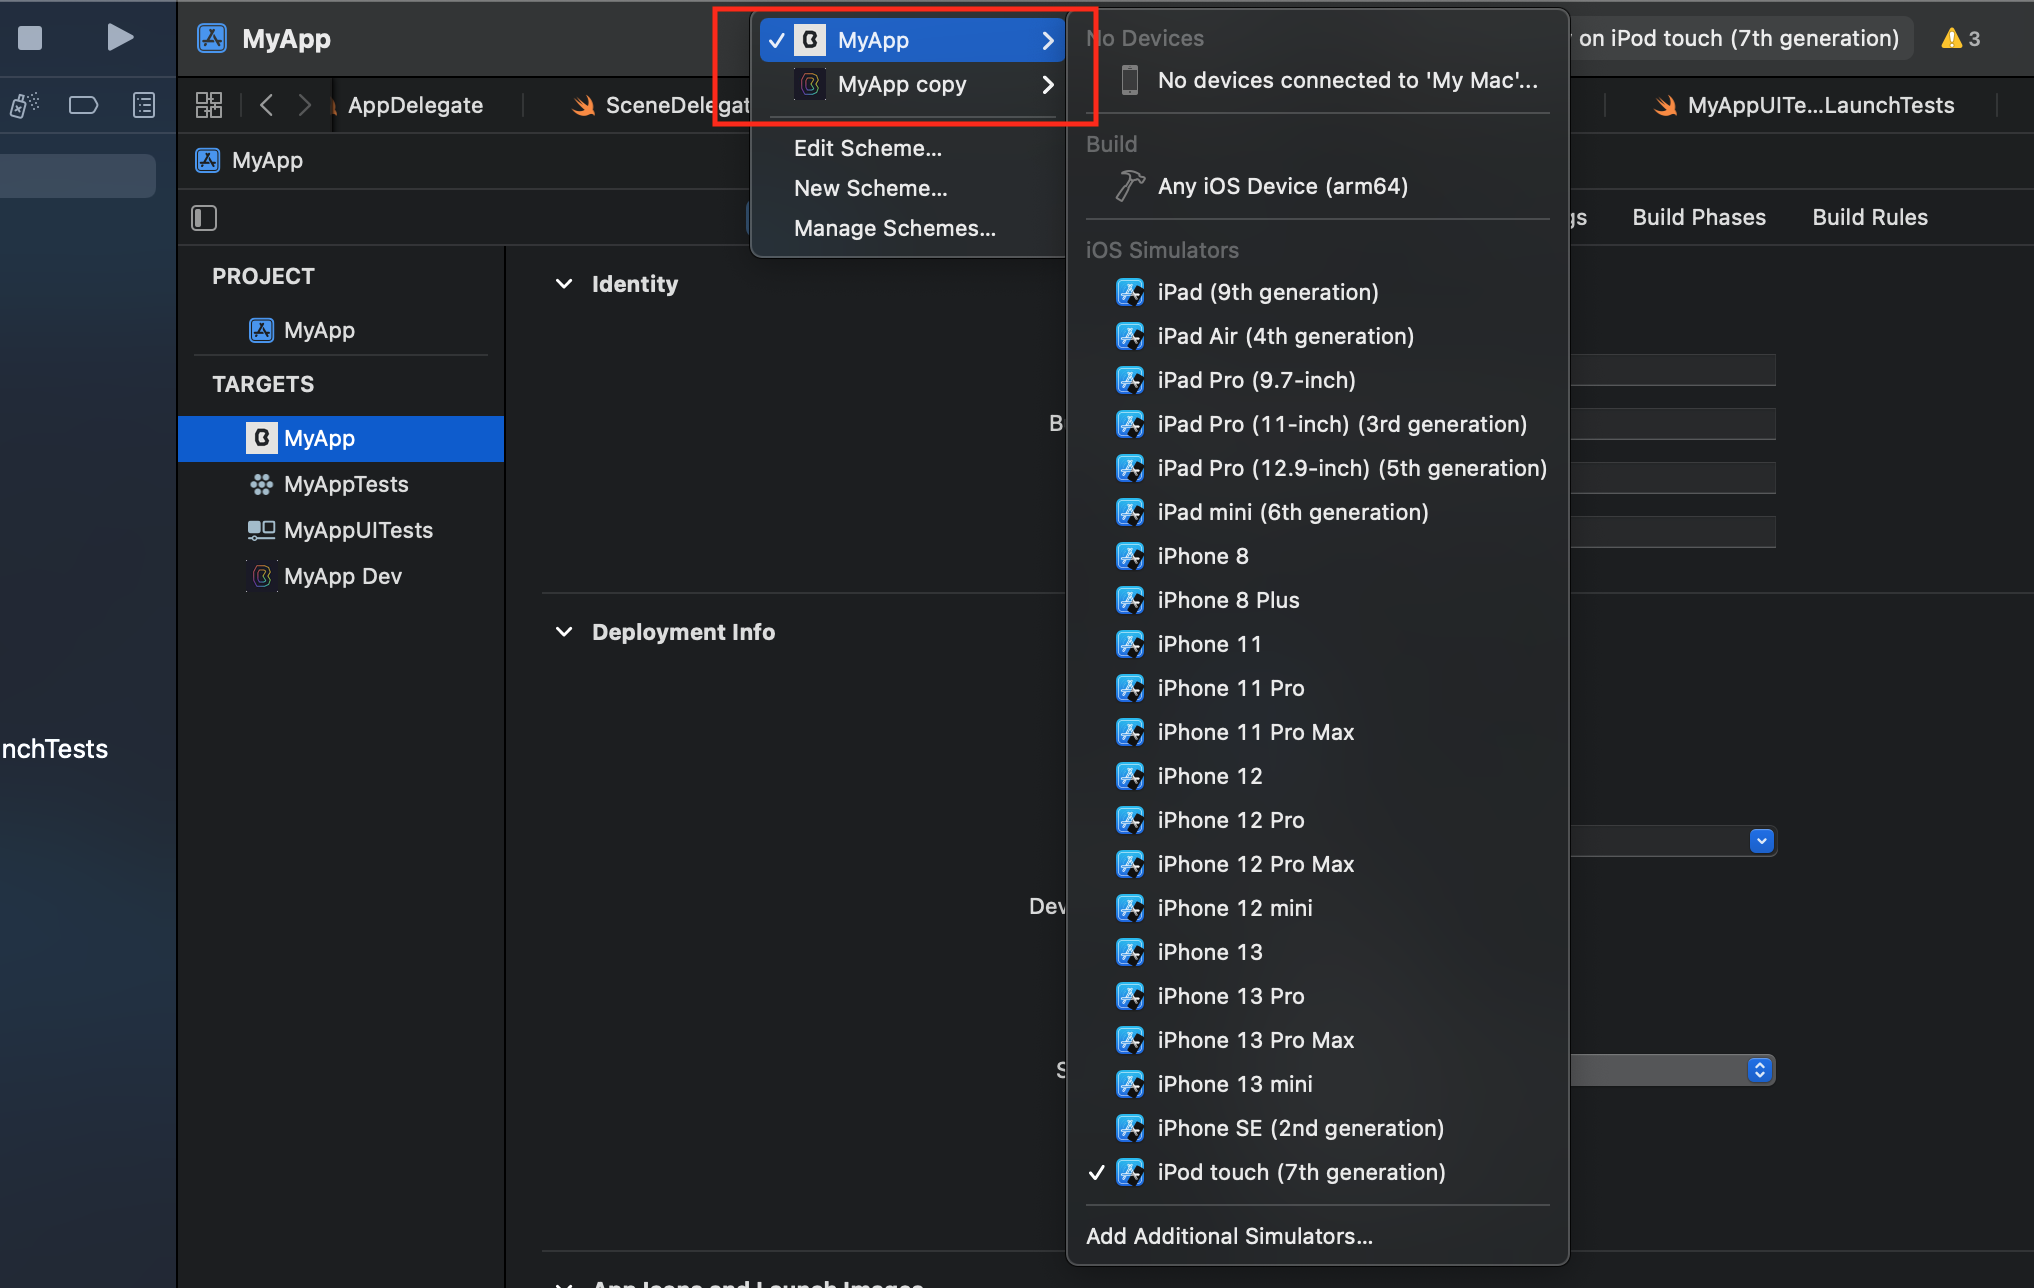 MyApp
MyApp
MyApp copy
Edit Scheme...
New Scheme...
Manage Schemes...
No Devices
No devices connected to 'My Mac'...
Build
Any iOS Device (arm64)
iOS Simulators
iPad (9th generation)
iPad Air (4th generation)
iPad Pro (9.7-inch)
iPad Pro (11-inch) (3rd generation)
iPad Pro (12.9-inch) (5th generation)
iPad mini (6th generation)
iPhone 8
iPhone 8 Plus
iPhone 11
iPhone 11 Pro
iPhone 11 Pro Max
iPhone 12
iPhone 12 Pro
iPhone 12 Pro Max
iPhone 12 mini
iPhone 13
iPhone 13 Pro
iPhone 13 Pro Max
iPhone 13 mini
iPhone SE (2nd generation)
iPod touch (7th generation)
Add Additional Simulators...
on iPod touch (7th generation)
3
AppDelegate
SceneDelegat
MyAppUITe...LaunchTests
MyApp
gs
Build Phases
Build Rules
PROJECT
MyApp
TARGETS
MyApp
MyAppTests
MyAppUITests
MyApp Dev
nchTests
Identity
B
Deployment Info
Dev
S
App Icons and Launch Images